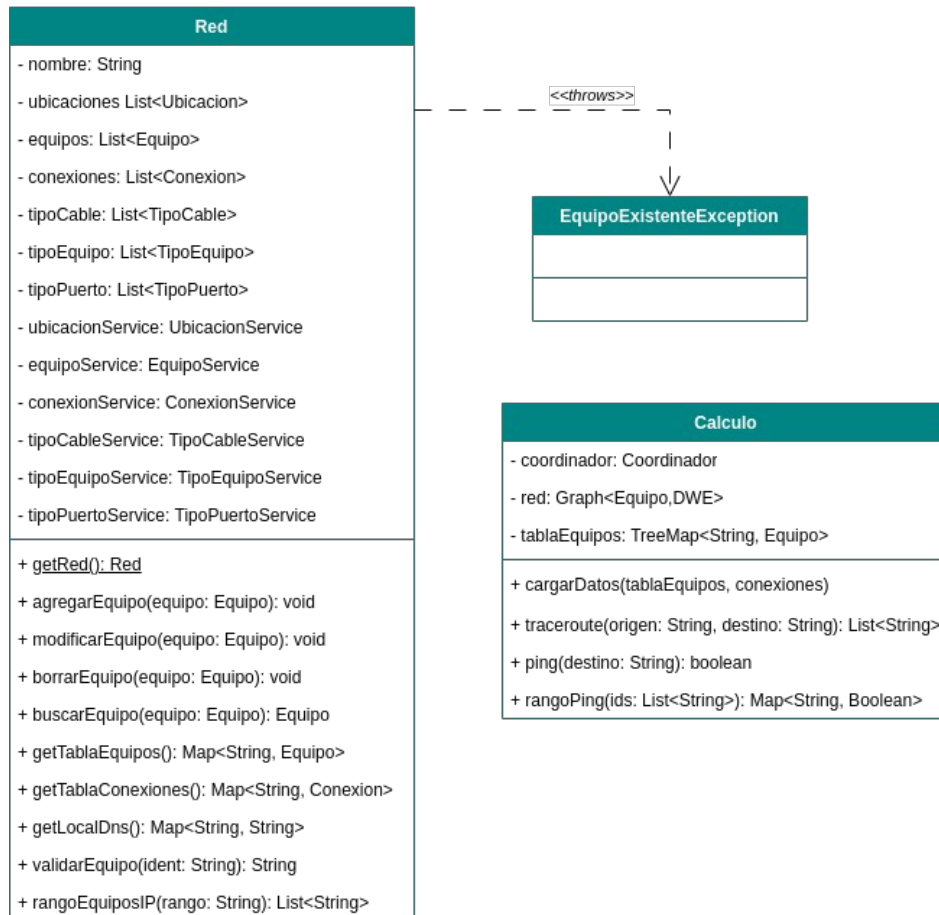 Red
- nombre: String
- ubicaciones List<Ubicacion>
- equipos: List<Equipo>
- conexiones: List<Conexion>
- tipoCable: List<TipoCable>
- tipoEquipo: List<TipoEquipo>
- tipoPuerto: List<TipoPuerto>
- ubicacionService: UbicacionService
- equipoService: EquipoService
- conexionService: ConexionService
- tipoCableService: TipoCableService
- tipoEquipoService: TipoEquipoService
- tipoPuertoService: TipoPuertoService
+ getRed(): Red
+ agregarEquipo(equipo: Equipo): void
+ modificarEquipo(equipo: Equipo): void
+ borrarEquipo(equipo: Equipo): void
+ buscarEquipo(equipo: Equipo): Equipo
+ getTablaEquipos(): Map<String, Equipo>
+ getTablaConexiones(): Map<String, Conexion>
+ getLocalDns(): Map<String, String>
+ validarEquipo(ident: String): String
+ rangoEquiposIP(rango: String): List<String>
<<throws>>
EquipoExistenteException
Calculo
- coordinador: Coordinador
- red: Graph<Equipo,DWE>
- tablaEquipos: TreeMap<String, Equipo>
+ cargarDatos(tablaEquipos, conexiones)
+ traceroute(origen: String, destino: String): List<String>
+ ping(destino: String): boolean
+ rangoPing(ids: List<String>): Map<String, Boolean>